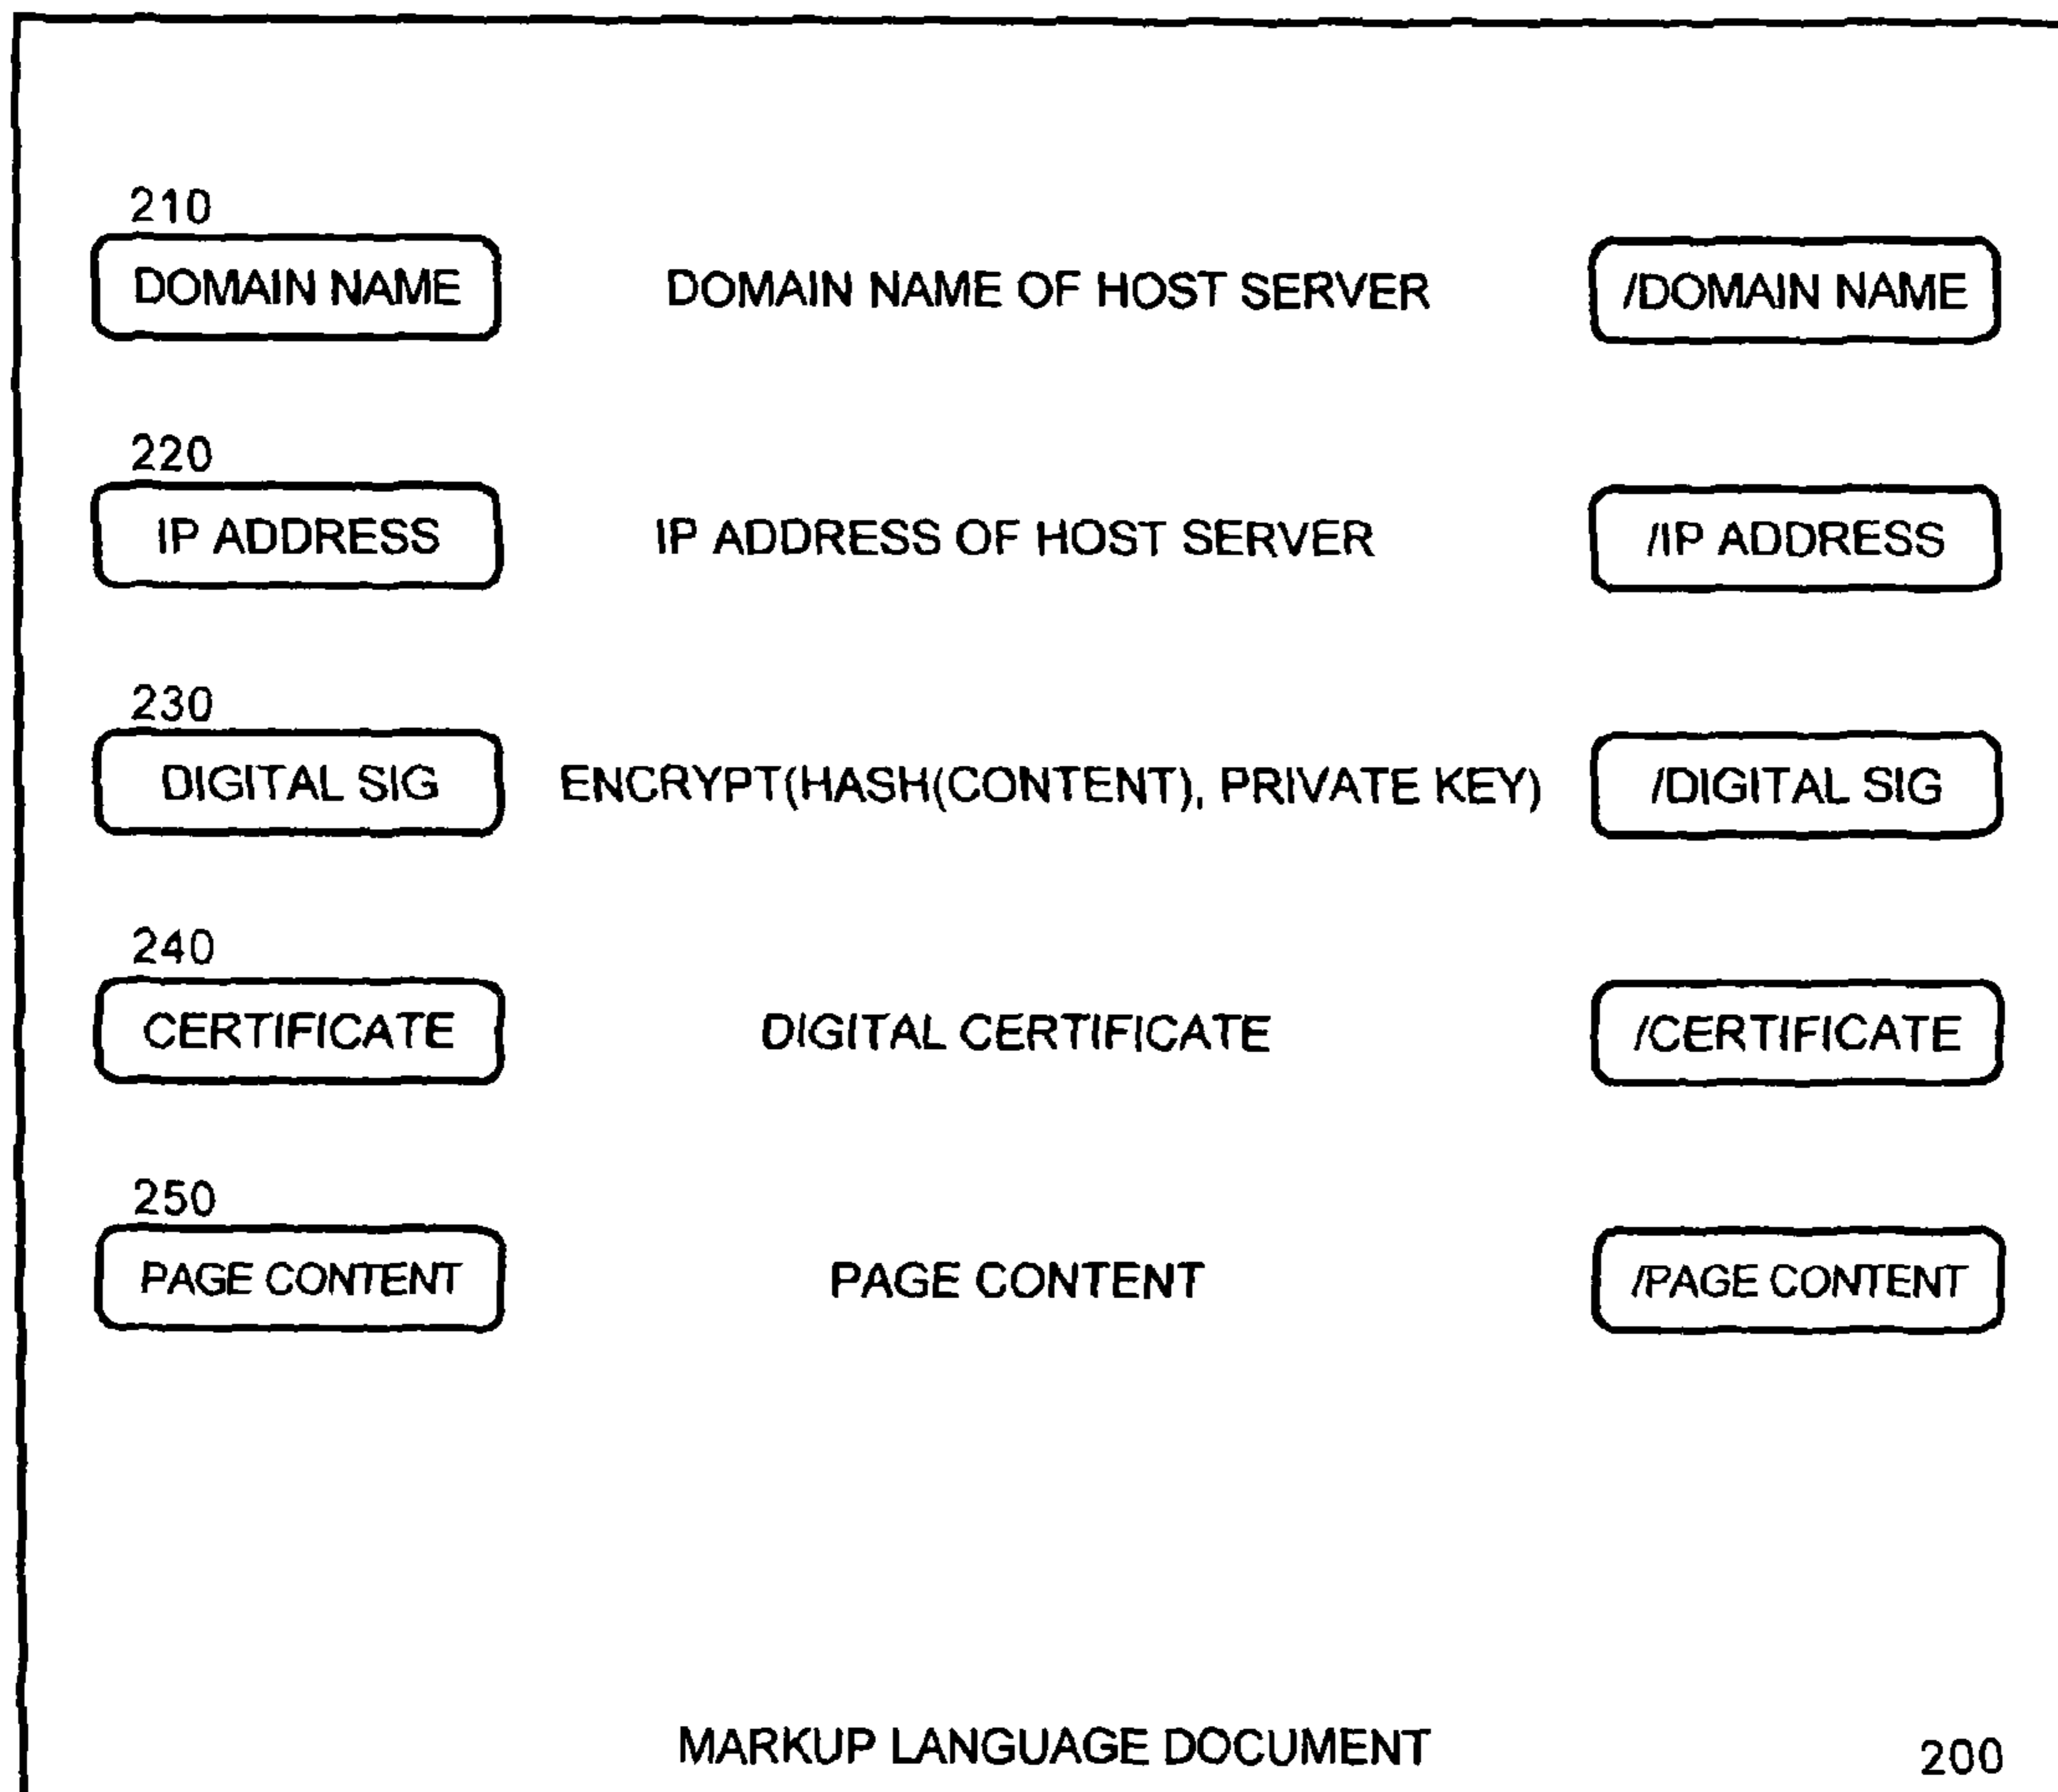 210
DOMAIN NAME DOMAIN NAME OF HOST SERVER /DOMAIN NAME
220
IP ADDRESS IP ADDRESS OF HOST SERVER /IP ADDRESS
230
DIGITAL SIG ENCRYPT(HASH(CONTENT), PRIVATE KEY) /DIGITAL SIG
240
CERTIFICATE DIGITAL CERTIFICATE /CERTIFICATE
250
PAGE CONTENT PAGE CONTENT /PAGE CONTENT
MARKUP LANGUAGE DOCUMENT 200